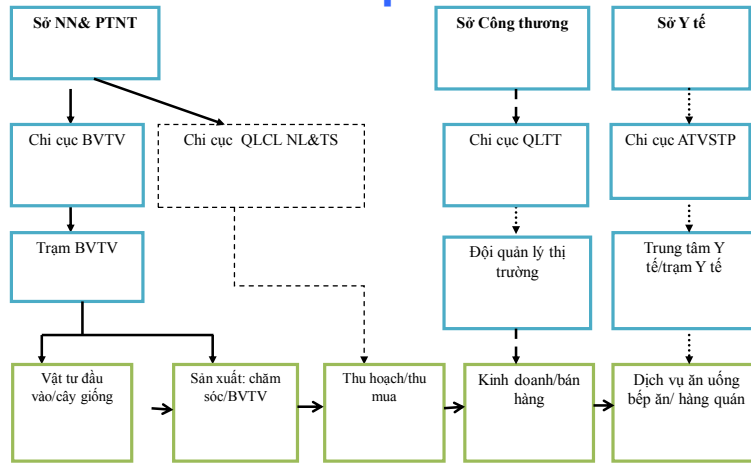 Sở NN& PTNT
Sở Công thương
Sở Y tế
Chi cục BVTV
Chi cục QLCL NL&TS
Chi cục QLTT
Chi cục ATVSTP
Trạm BVTV
Đội quản lý thị
trường
Trung tâm Y
tế/trạm Y tế
Vật tư đầu
vào/cây giống
Sản xuất: chăm
sóc/BVTV
Thu hoạch/thu
mua
Kinh doanh/bán
hàng
Dịch vụ ăn uống
bếp ăn/ hàng quán